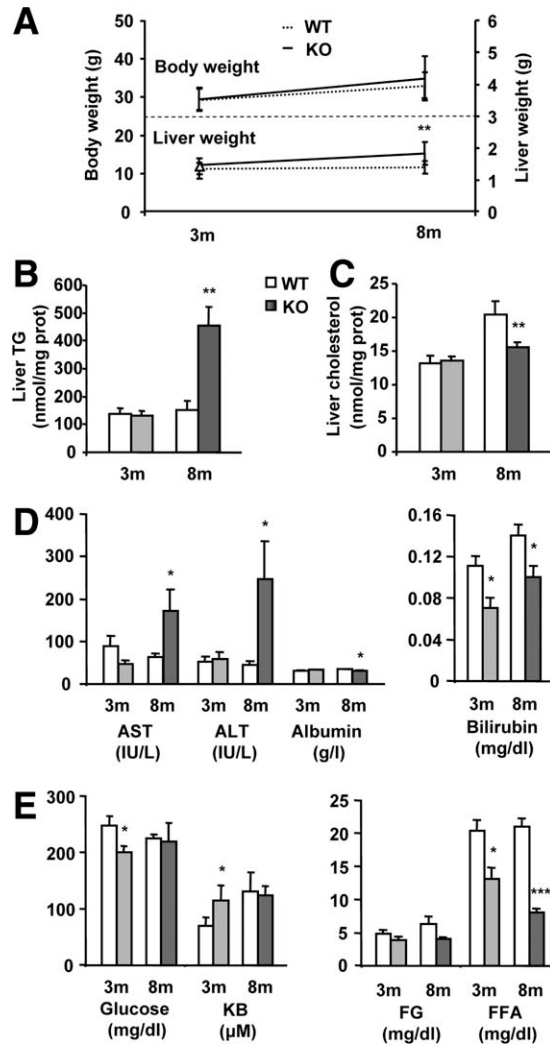 A
Body weight (g)
50
40
30
20
10
0
WT
KO
Body weight
Liver weight
**
6
5
4
3
2
1
0
Liver weight (g)
3m 8m
B
Liver TG
(nmol/mg prot)
600
500
400
300
200
100
0
**
3m 8m
WT
KO
C
Liver cholesterol
(nmol/mg prot)
25
20
15
10
5
0
**
3m 8m
D
400
300
200
100
0
* * *
3m 8m 3m 8m 3m 8m
AST ALT Albumin
(IU/L) (IU/L) (g/l)
0.16
0.12
0.08
0.04
0
* *
3m 8m
Bilirubin
(mg/dl)
E
300
200
100
0
* *
3m 8m 3m 8m
Glucose KB
(mg/dl) (µM)
25
20
15
10
5
0
* ***
3m 8m 3m 8m
FG FFA
(mg/dl) (mg/dl)